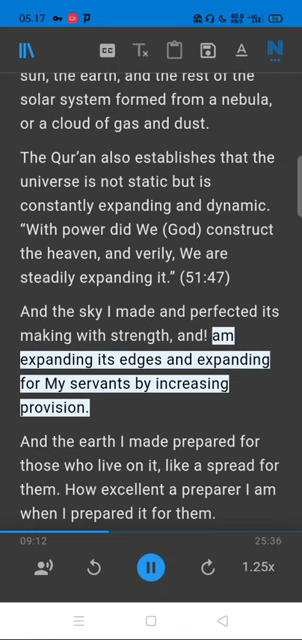 05.17
sun, the earth, and the rest of the
solar system formed from a nebula,
or a cloud of gas and dust.
The Qur’an also establishes that the
universe is not static but is
constantly expanding and dynamic.
“With power did We (God) construct
the heaven, and verily, We are
steadily expanding it.” (51:47)
And the sky I made and perfected its
making with strength, and! am
expanding its edges and expanding
for My servants by increasing
provision.
And the earth I made prepared for
those who live on it, like a spread for
them. How excellent a preparer I am
when I prepared it for them.
09:12 25:36
1.25x